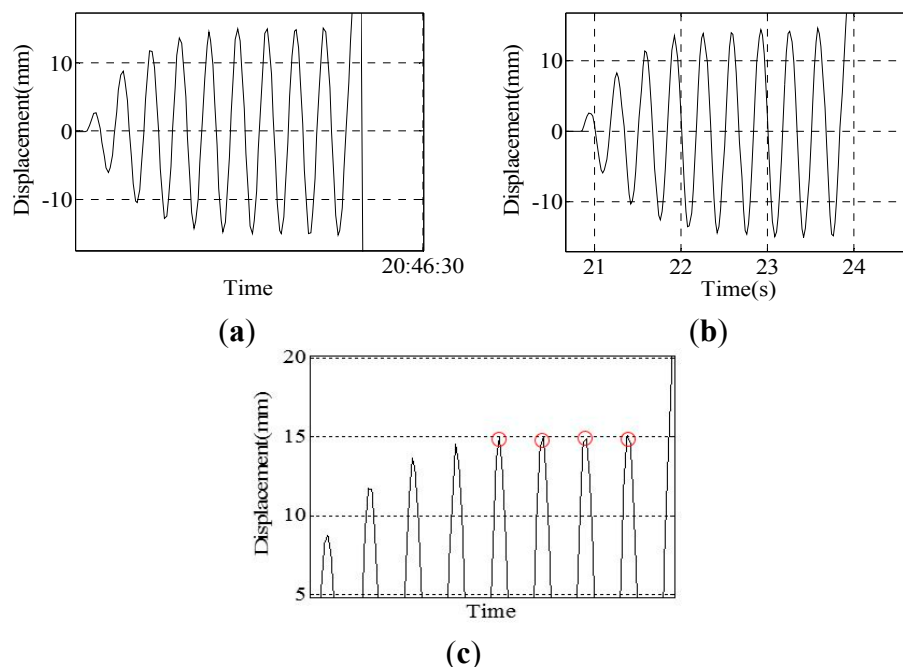 10
0
-10
Displacement(mm)
20:46:30
Time
(a)
10
0
-10
Displacement(mm)
21 22 23 24
Time(s)
(b)
20
15
10
5
Displacement(mm)
Time
(c)